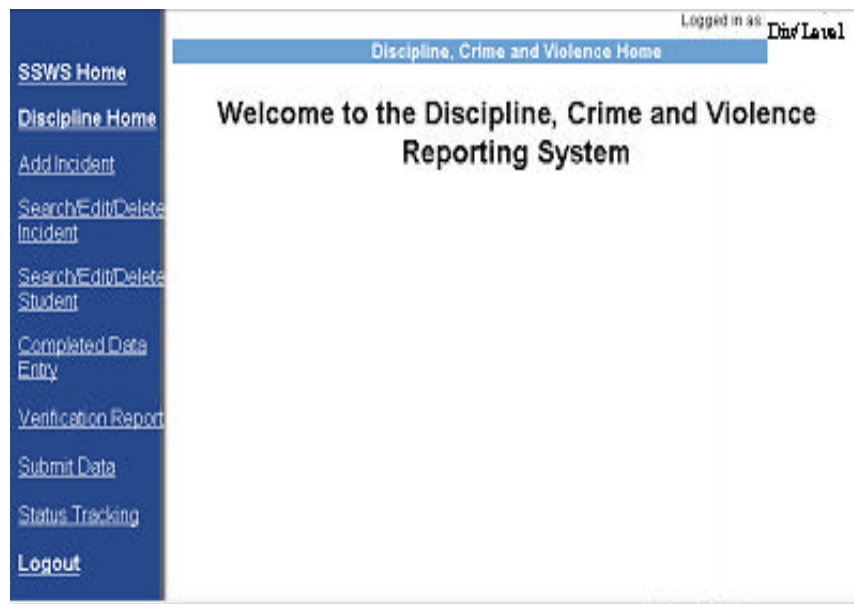 Logged in as:
Discipline, Crime and Violence Home
SSWS Home
Discipline Home
Add Incident
Search/Edit/Delete
Incident
Search/Edit/Delete
Student
Completed Data
Entry
Verification Report
Submit Data
Status Tracking
Logout
Welcome to the Discipline, Crime and Violence
Reporting System